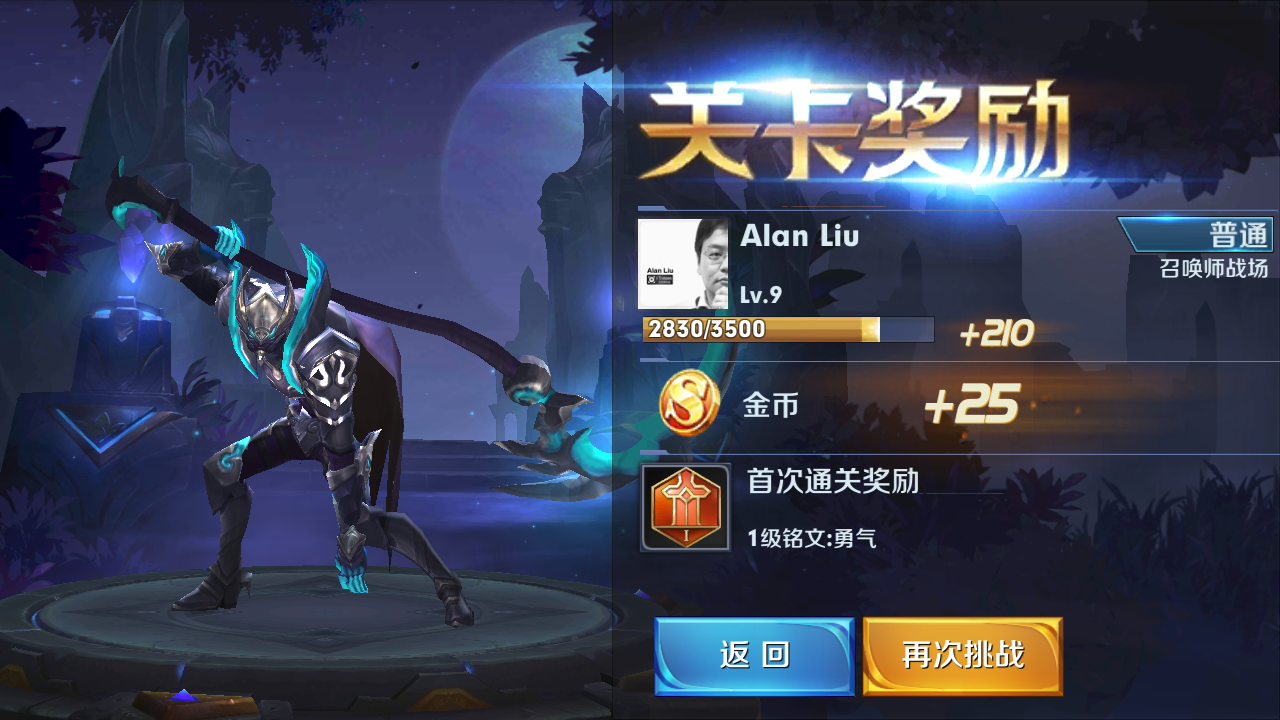 关卡奖励
Alan Liu
普通
召唤师战场
Alan Liu
Lv.9
2830/3500
+210
金币
+25
首次通关奖励
I
1级铭文:勇气
返回
再次挑战